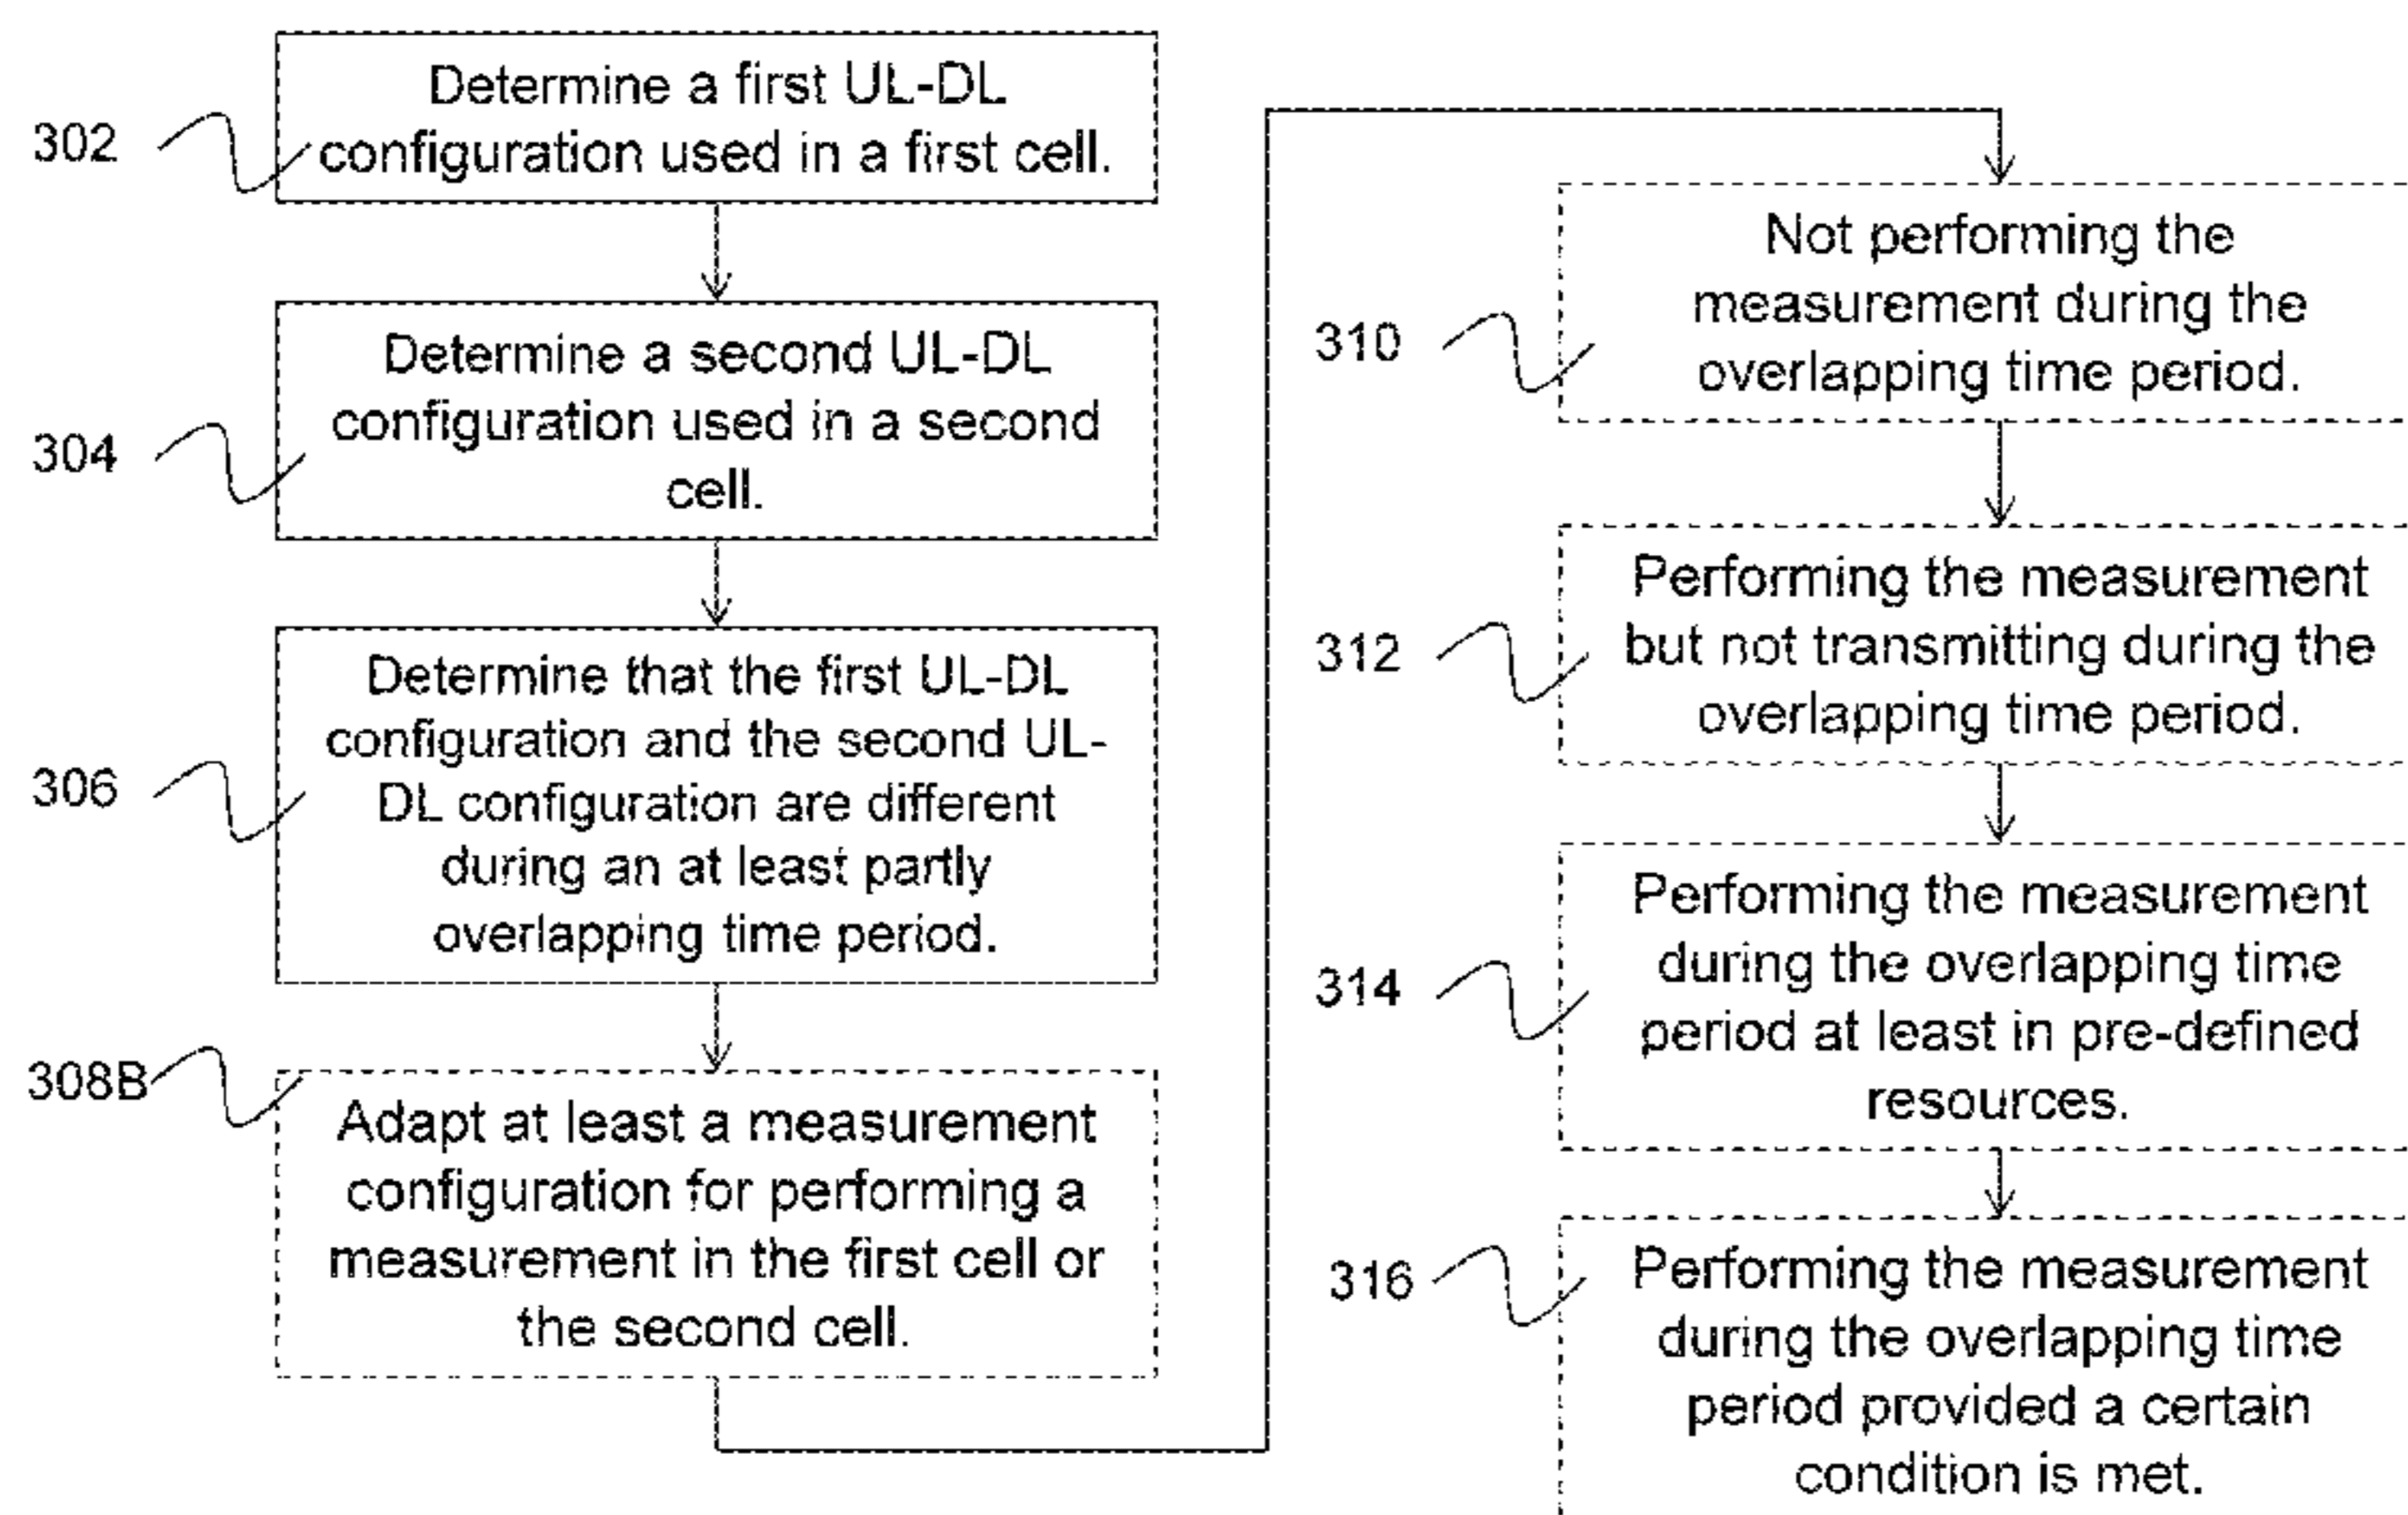 302
Determine a first UL-DL
configuration used in a first cell.
304
Determine a second UL-DL
configuration used in a second
cell.
306
Determine that the first UL-DL
configuration and the second UL-
DL configuration are different
during an at least partly
overlapping time period.
308B
Adapt at least a measurement
configuration for performing a
measurement in the first cell or
the second cell.
310
Not performing the
measurement during the
overlapping time period.
312
Performing the measurement
but not transmitting during the
overlapping time period.
314
Performing the measurement
during the overlapping time
period at least in pre-defined
resources.
316
Performing the measurement
during the overlapping time
period provided a certain
condition is met.